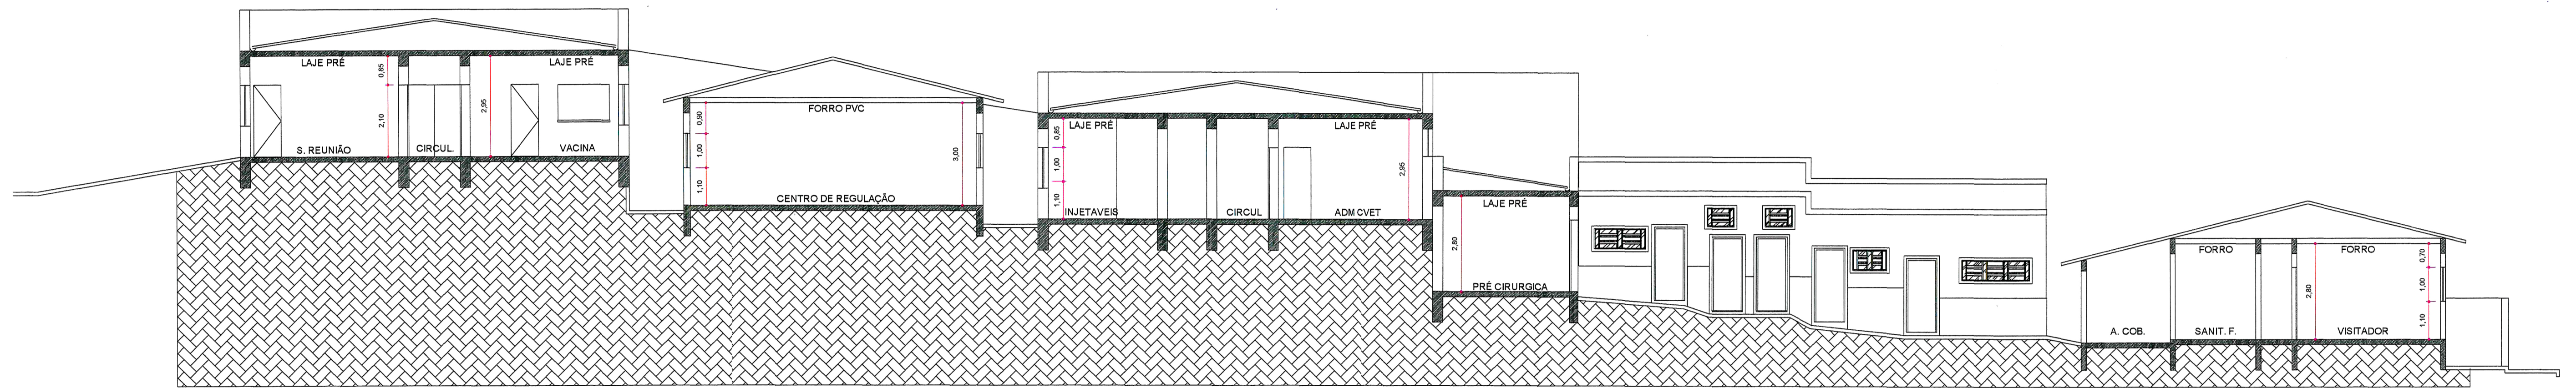 LAJE PRÉ
LAJE PRÉ
0,85
2,10
2,95
S. REUNIÃO
CIRCUL.
VACINA
FORRO PVC
0,90
1,00
1,10
3,00
CENTRO DE REGULAÇÃO
LAJE PRÉ
LAJE PRÉ
0,85
1,00
1,10
2,95
INJETAVEIS
CIRCUL
ADM CVET
LAJE PRÉ
2,80
PRÉ CIRURGICA
FORRO
FORRO
0,70
1,00
1,10
2,80
A. COB.
SANIT. F.
VISITADOR